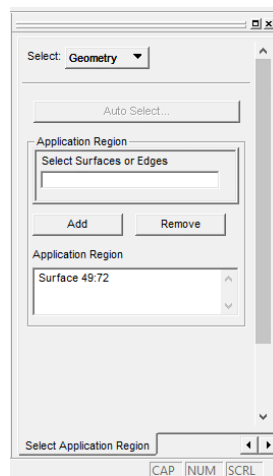 Select: Geometry
Auto Select...
Application Region
Select Surfaces or Edges
Add Remove
Application Region
Surface 49:72
Select Application Region
CAP NUM SCRL